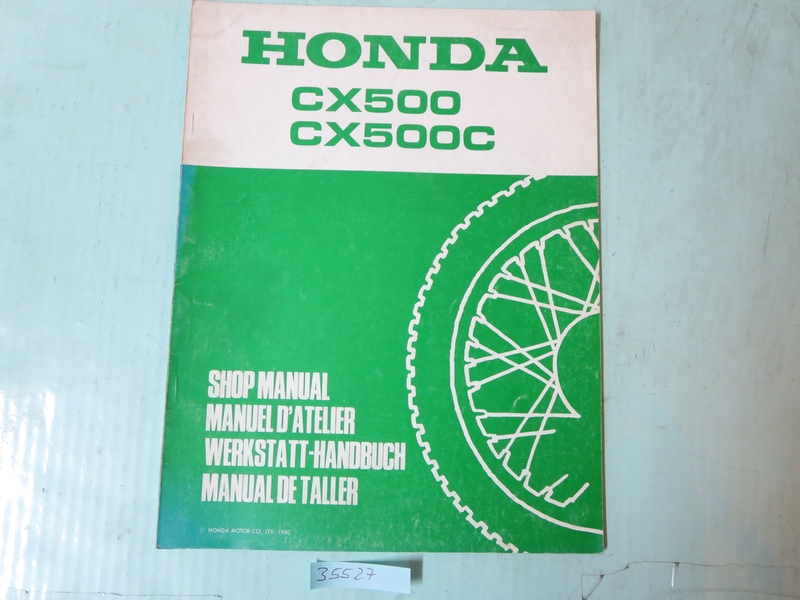 HONDA
CX500
CX500C
SHOP MANUAL
MANUEL D'ATELIER
WERKSTATT-HANDBUCH
MANUAL DE TALLER
© HONDA MOTOR CO., LTD. 1980
35527